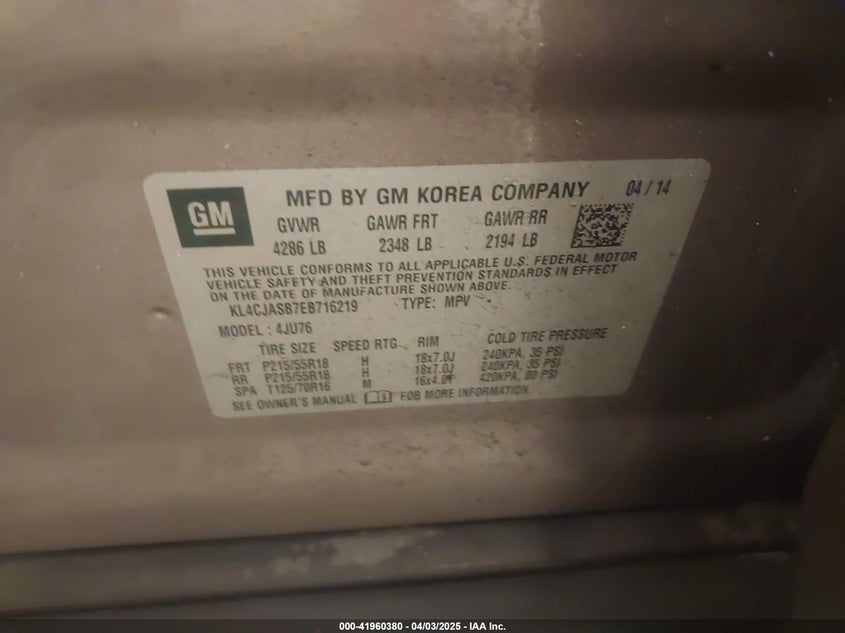 GM
MFD BY GM KOREA COMPANY 04 / 14
GVWR GAWR FRT GAWR RR
4286 LB 2348 LB 2194 LB
THIS VEHICLE CONFORMS TO ALL APPLICABLE U.S. FEDERAL MOTOR
VEHICLE SAFETY AND THEFT PREVENTION STANDARDS IN EFFECT
ON THE DATE OF MANUFACTURE SHOWN ABOVE.
KL4CJASB7EB716219 TYPE: MPV
MODEL : 4JU76
TIRE SIZE SPEED RTG RIM COLD TIRE PRESSURE
FRT P215/55R18 H 18x7.0J 240KPA, 35 PSI
RR P215/55R18 H 18x7.0J 240KPA, 35 PSI
SPA T125/70R16 M 16x4.0T 420KPA, 60 PSI
SEE OWNER'S MANUAL FOR MORE INFORMATION.
000-41960380 04/03/2025 - IAA Inc.